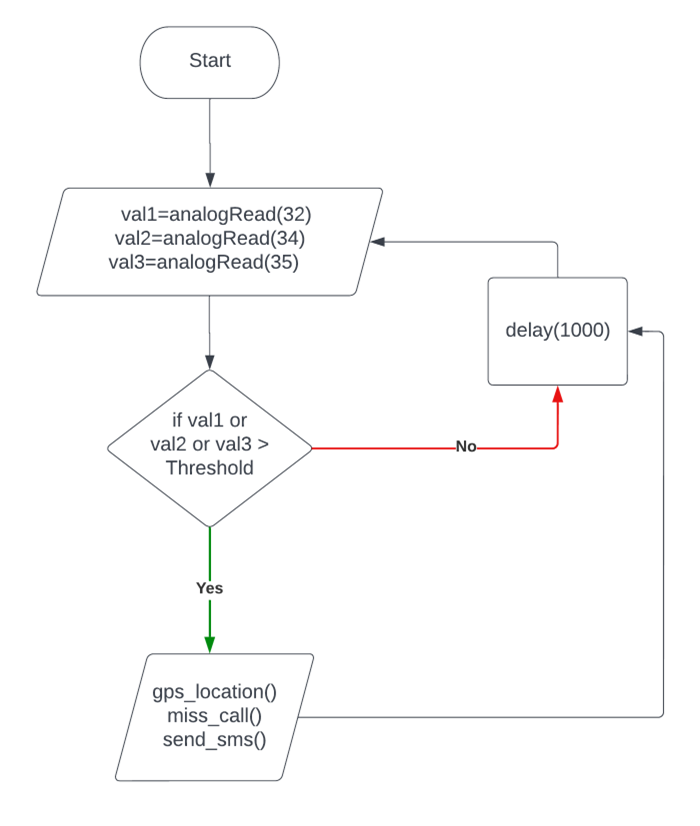 Start
val1=analogRead(32)
val2=analogRead(34)
val3=analogRead(35)
delay(1000)
if val1 or
val2 or val3 >
Threshold
No
Yes
gps_location()
miss_call()
send_sms()